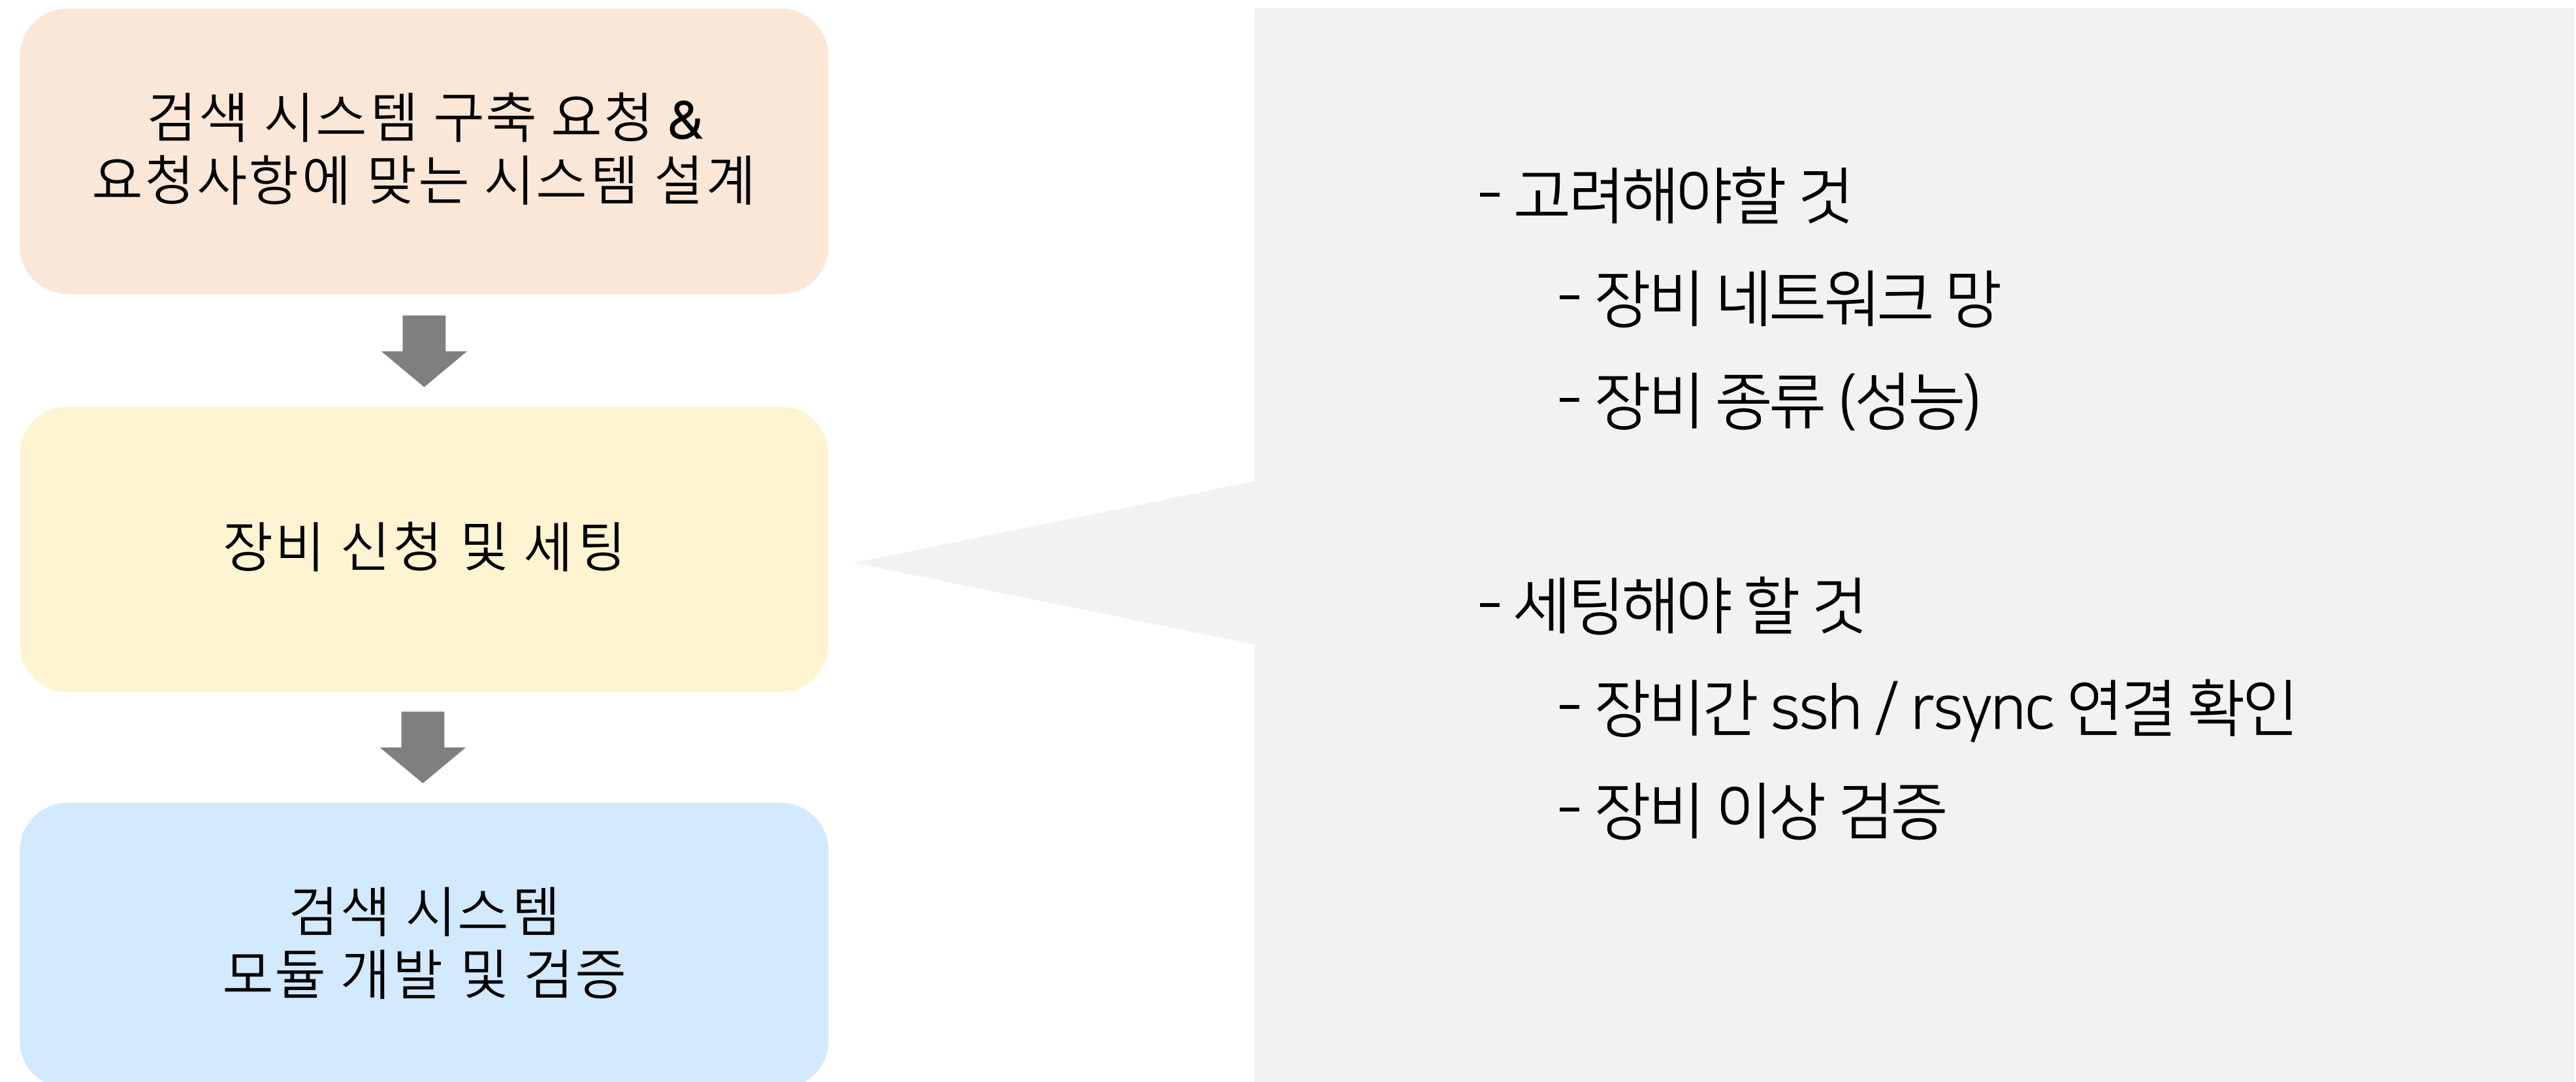 검색 시스템 구축 요청 &
요청사항에 맞는 시스템 설계
장비 신청 및 세팅
검색 시스템
모듈 개발 및 검증
- 고려해야할 것
- 장비 네트워크 망
- 장비 종류 (성능)
- 세팅해야 할 것
- 장비간 ssh / rsync 연결 확인
- 장비 이상 검증